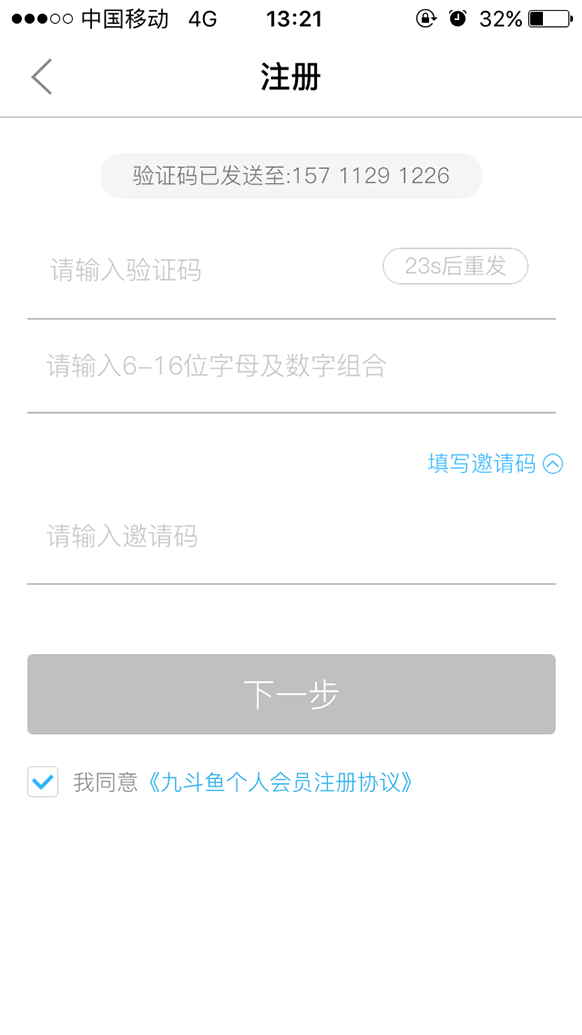 中国移动 4G 13:21 32%
注册
验证码已发送至:157 1129 1226
请输入验证码 23s后重发
请输入6-16位字母及数字组合
填写邀请码
请输入邀请码
下一步
我同意《九斗鱼个人会员注册协议》